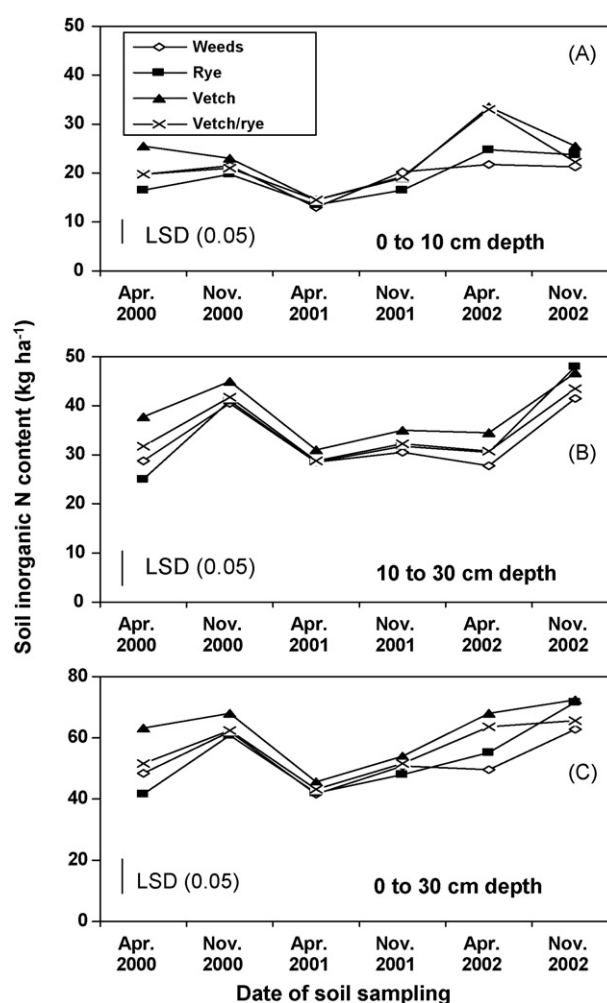 50
40
30
20
10
0
Weeds
Rye
Vetch
Vetch/rye
(A)
LSD (0.05)
0 to 10 cm depth
Apr. Nov. Apr. Nov. Apr. Nov.
2000 2000 2001 2001 2002 2002
Soil inorganic N content (kg ha⁻¹)
50
40
30
20
10
0
(B)
LSD (0.05)
10 to 30 cm depth
Apr. Nov. Apr. Nov. Apr. Nov.
2000 2000 2001 2001 2002 2002
80
60
40
20
0
(C)
LSD (0.05)
0 to 30 cm depth
Apr. Nov. Apr. Nov. Apr. Nov.
2000 2000 2001 2001 2002 2002
Date of soil sampling